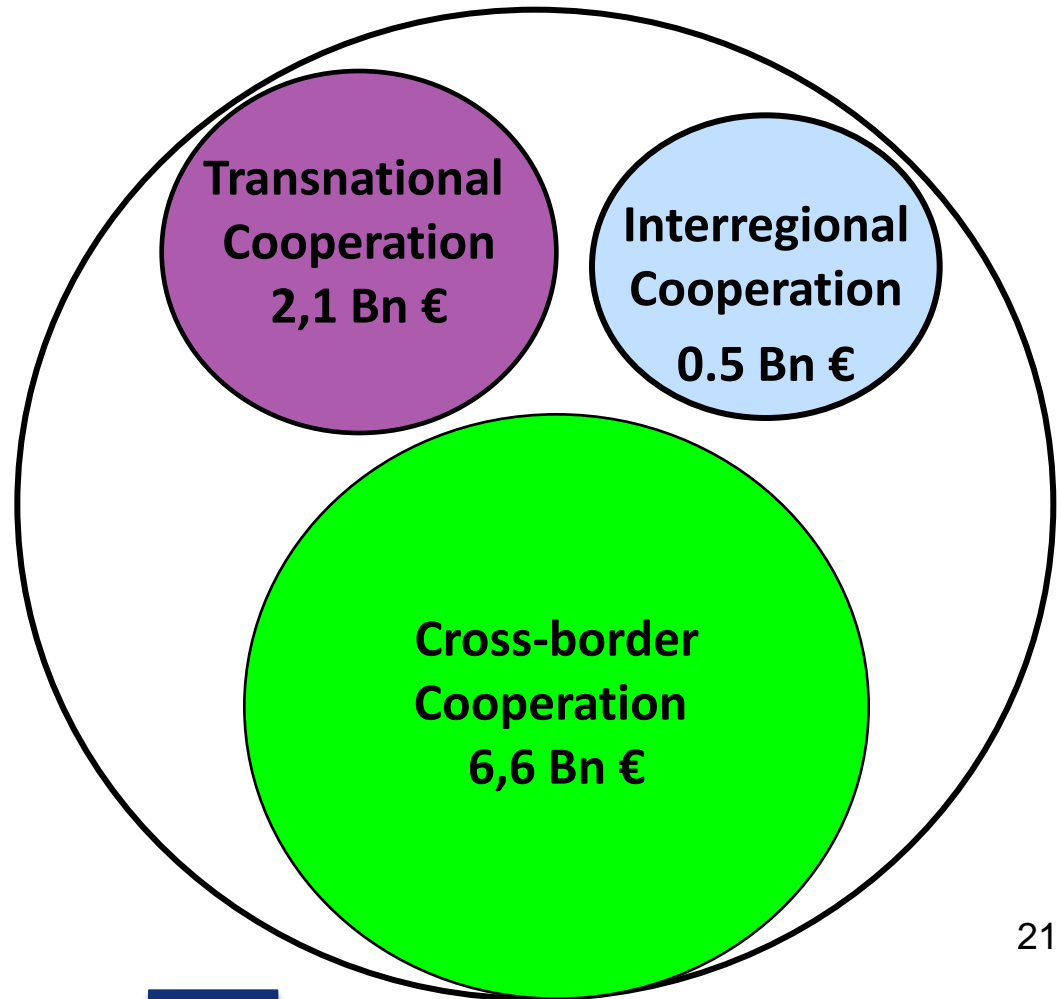 Transnational
Cooperation
2,1 Bn €
Interregional
Cooperation
0.5 Bn €
Cross-border
Cooperation
6,6 Bn €
21